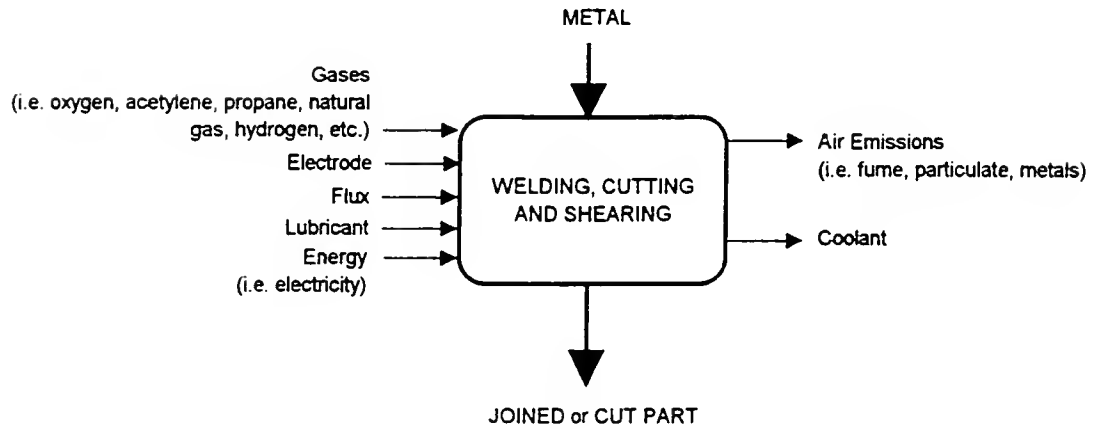 METAL
Gases
(i.e. oxygen, acetylene, propane, natural
gas, hydrogen, etc.)
Electrode
Flux
Lubricant
Energy
(i.e. electricity)
WELDING, CUTTING
AND SHEARING
Air Emissions
(i.e. fume, particulate, metals)
Coolant
JOINED or CUT PART